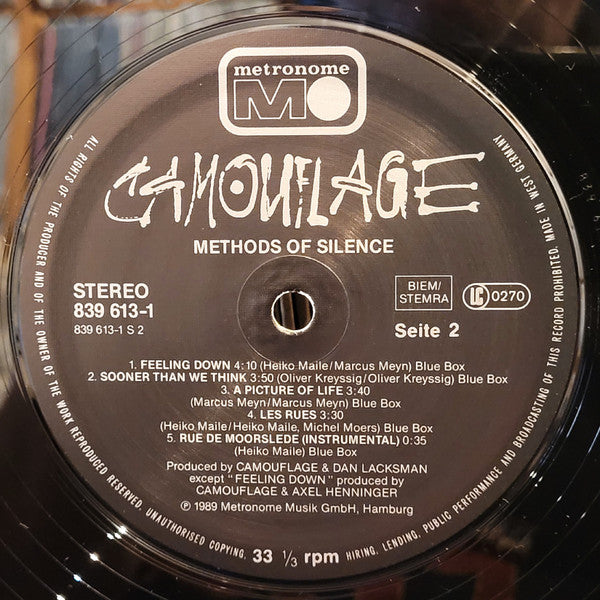 metronome
M
CAMOUFLAGE
METHODS OF SILENCE
STEREO
839 613-1
839 613-1 S 2
BIEM/
STEMRA
LC 0270
Seite 2
1. FEELING DOWN 4:10 (Heiko Maile/Marcus Meyn) Blue Box
2. SOONER THAN WE THINK 3:50 (Oliver Kreyssig/Oliver Kreyssig) Blue Box
3. A PICTURE OF LIFE 3:40
(Marcus Meyn/Marcus Meyn) Blue Box
4. LES RUES 3:30
(Heiko Maile/Heiko Maile, Michel Moers) Blue Box
5. RUE DE MOORSLEDE (INSTRUMENTAL) 0:35
(Heiko Maile) Blue Box
Produced by CAMOUFLAGE & DAN LACKSMAN
except "FEELING DOWN" produced by
CAMOUFLAGE & AXEL HENNINGER
℗ 1989 Metronome Musik GmbH, Hamburg
33 1/3 rpm
ALL RIGHTS OF THE PRODUCER AND OF THE OWNER OF THE WORK REPRODUCED RESERVED. UNAUTHORISED COPYING, HIRING, LENDING, PUBLIC PERFORMANCE AND BROADCASTING OF THIS RECORD PROHIBITED. MADE IN WEST GERMANY